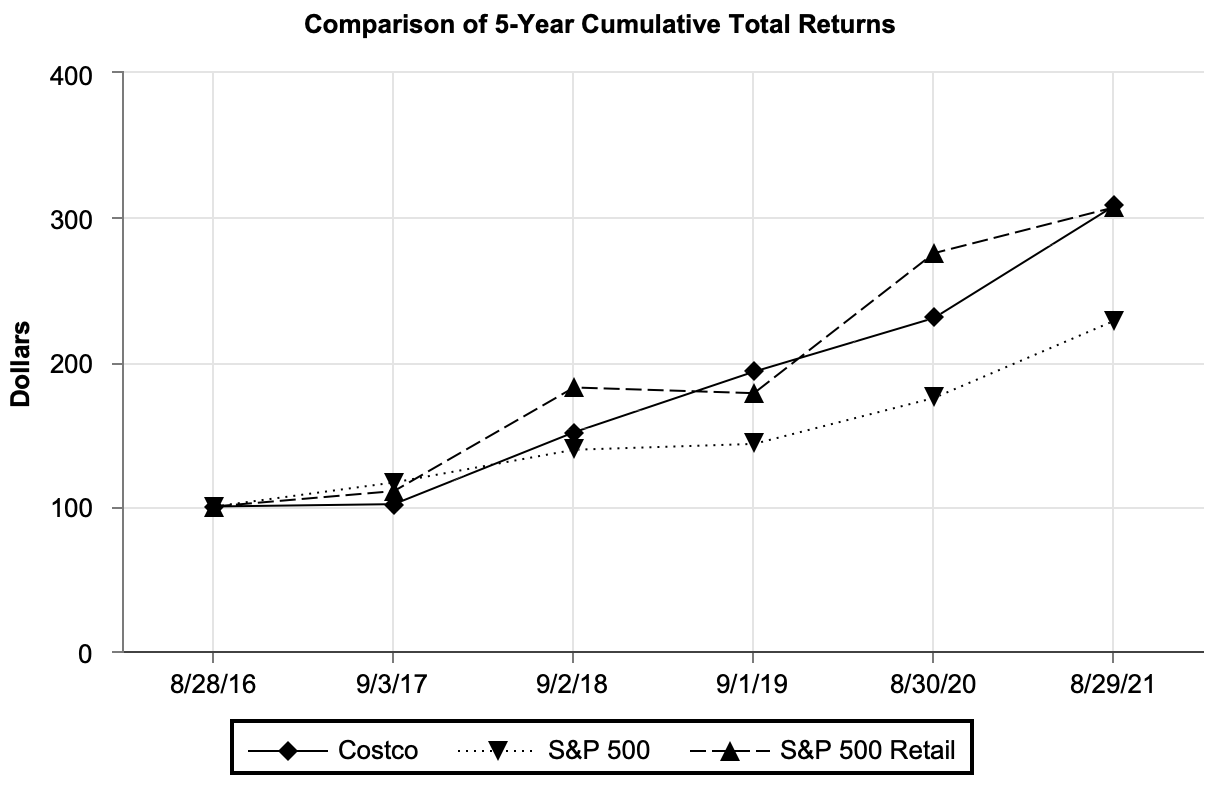 Comparison of 5-Year Cumulative Total Returns
400
300
200
100
0
Dollars
8/28/16 9/3/17 9/2/18 9/1/19 8/30/20 8/29/21
Costco S&P 500 S&P 500 Retail